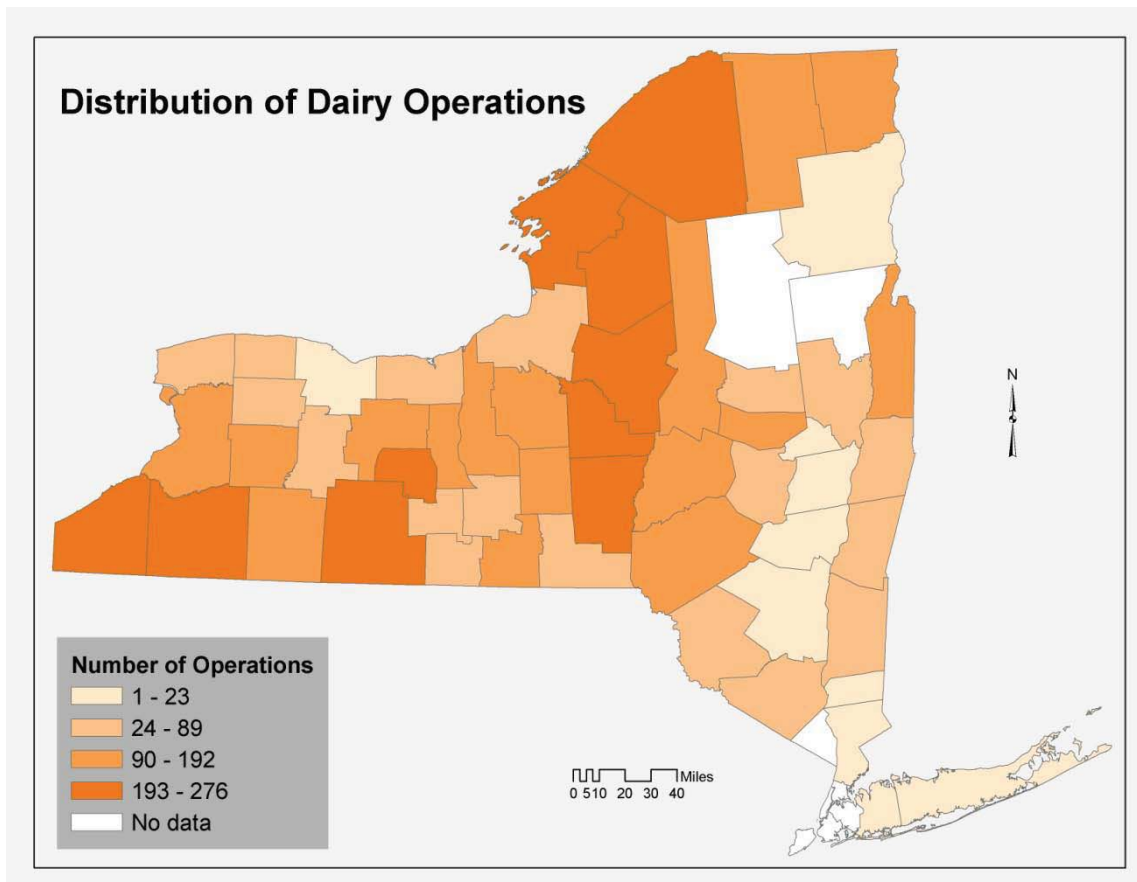 Distribution of Dairy Operations
N
Number of Operations
1 - 23
24 - 89
90 - 192
193 - 276
No data
Miles
0 5 10 20 30 40